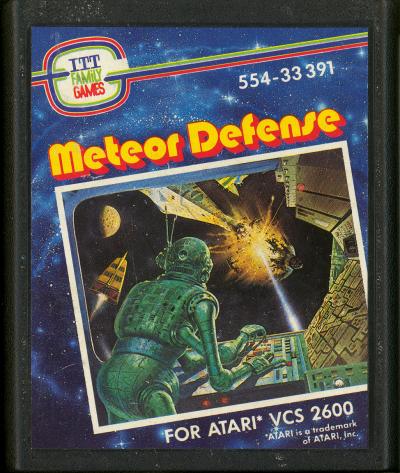 ITT
FAMILY
GAMES
554-33 391
Meteor Defense
FOR ATARI* VCS 2600
*ATARI is a trademark
of ATARI, Inc.